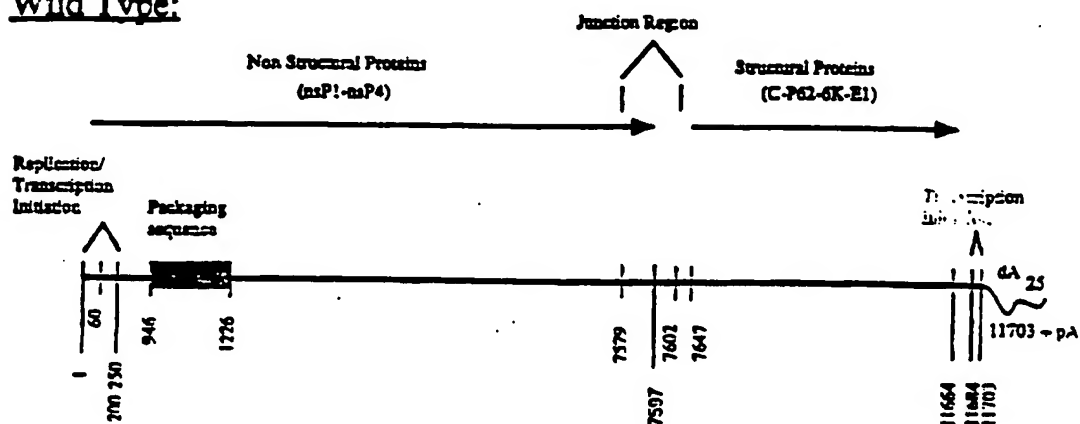 Wild Type:
Junction Region
Non Structural Proteins
(nsP1-nsP4)
Structural Proteins
(C-P62-6K-E1)
Replication/
Transcription
Initiation
Packaging
sequence
dA 25
11703 + pA
1
60
200 250
946
1226
7579
7597
7602
7647
11664
11684
11703